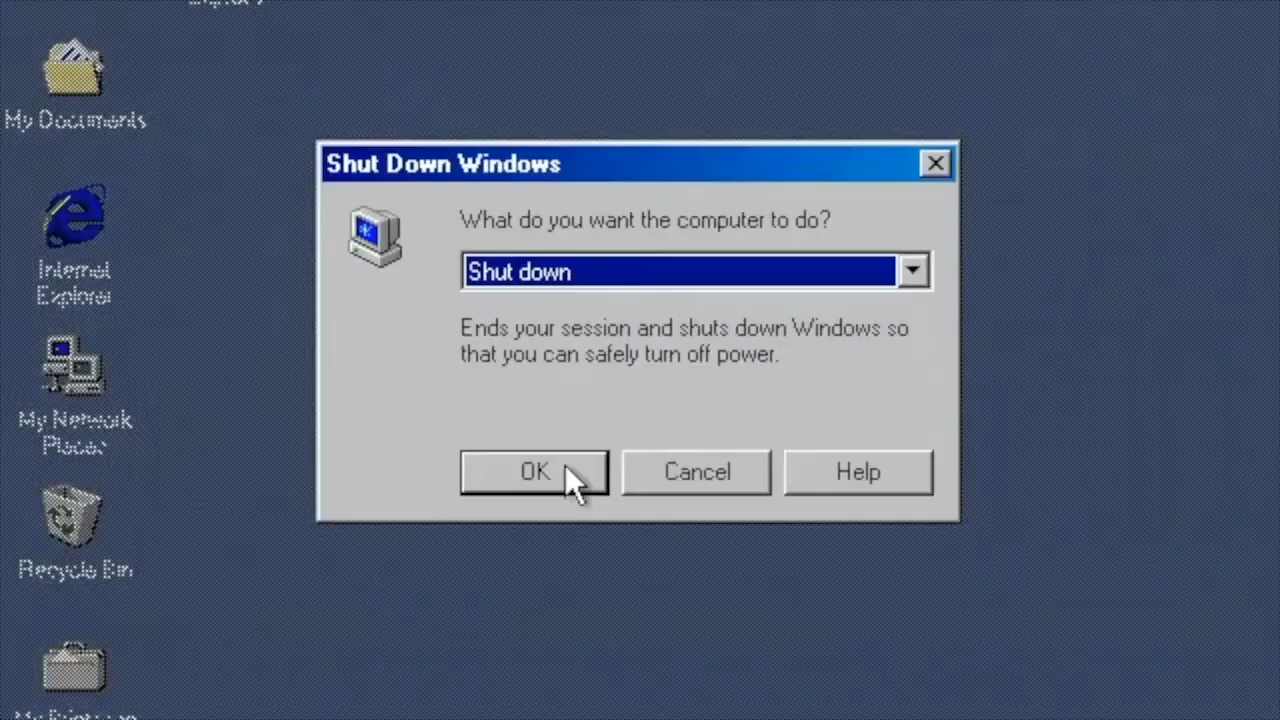 My Documents
Internet
Explorer
My Network
Places
Recycle Bin
Shut Down Windows
What do you want the computer to do?
Shut down
Ends your session and shuts down Windows so
that you can safely turn off power.
OK
Cancel
Help